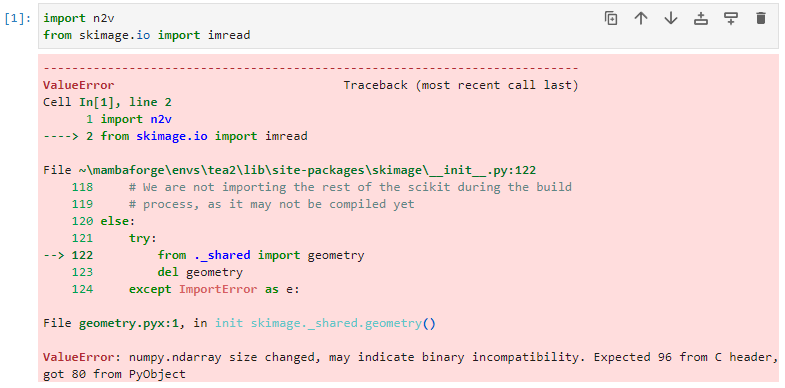 [1]: import n2v
from skimage.io import imread
---------------------------------------------------------------------------
ValueError                                Traceback (most recent call last)
Cell In[1], line 2
      1 import n2v
----> 2 from skimage.io import imread

File ~\mambaforge\envs\tea2\lib\site-packages\skimage\__init__.py:122
    118     # We are not importing the rest of the scikit during the build
    119     # process, as it may not be compiled yet
    120 else:
    121     try:
--> 122         from ._shared import geometry
    123         del geometry
    124     except ImportError as e:

File geometry.pyx:1, in init skimage._shared.geometry()

ValueError: numpy.ndarray size changed, may indicate binary incompatibility. Expected 96 from C header,
got 80 from PyObject